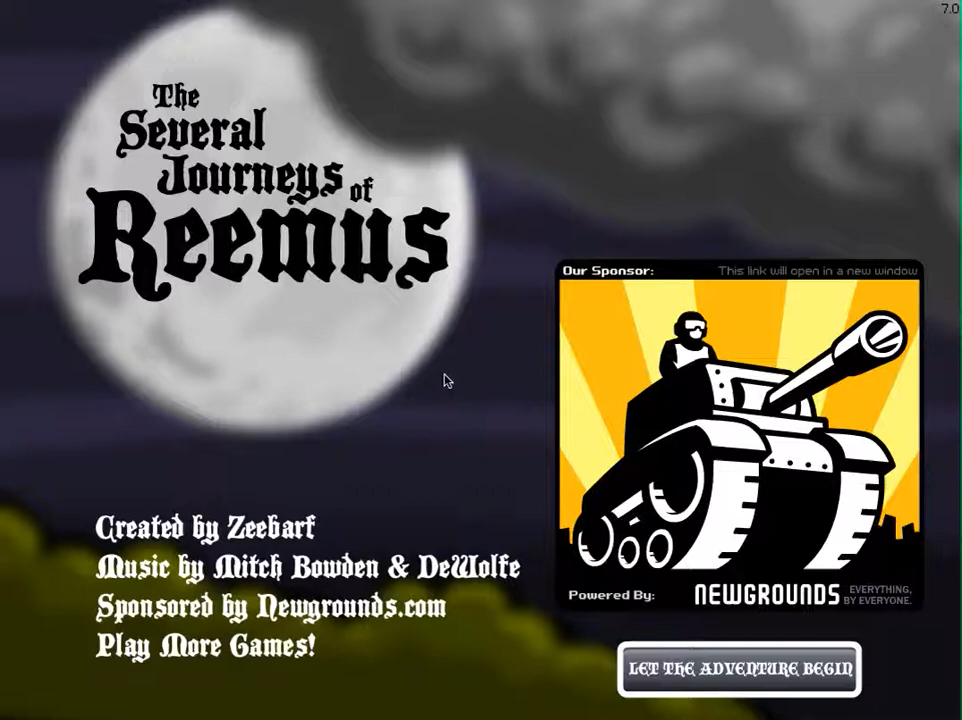 7.0
The
Several
Journeys of
Reemus
Our Sponsor: This link will open in a new window
Created by Zeebarf
Music by Mitch Bowden & DeWolfe
Sponsored by Newgrounds.com
Play More Games!
Powered By: NEWGROUNDS EVERYTHING,
BY EVERYONE.
LET THE ADVENTURE BEGIN